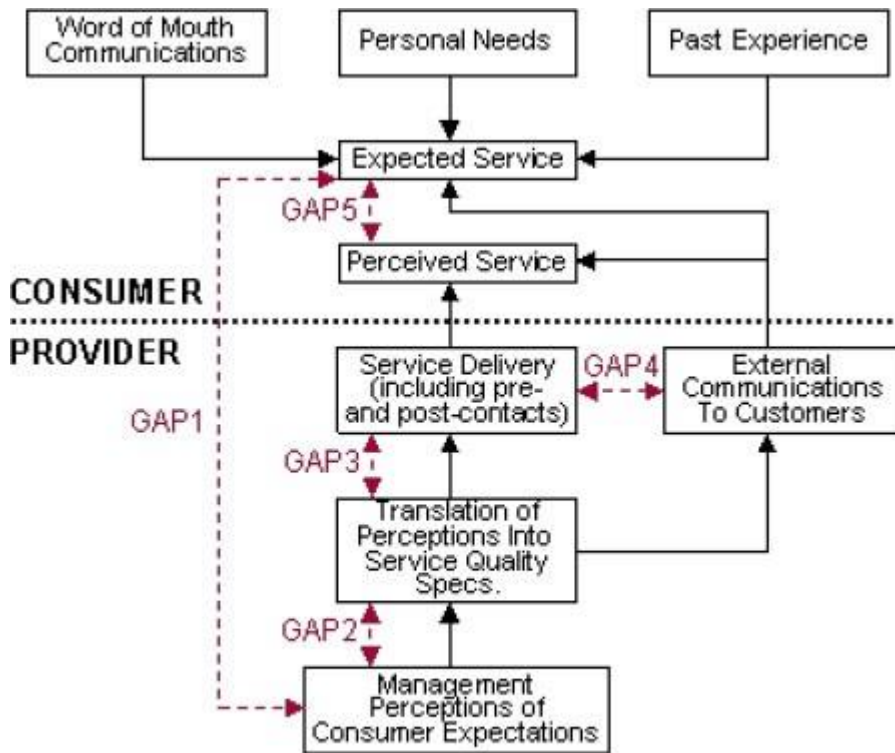 Word of Mouth
Communications
Personal Needs
Past Experience
Expected Service
GAP5
Perceived Service
CONSUMER
PROVIDER
Service Delivery
(including pre-
and post-contacts)
GAP4
External
Communications
To Customers
GAP1
GAP3
Translation of
Perceptions Into
Service Quality
Specs.
GAP2
Management
Perceptions of
Consumer Expectations